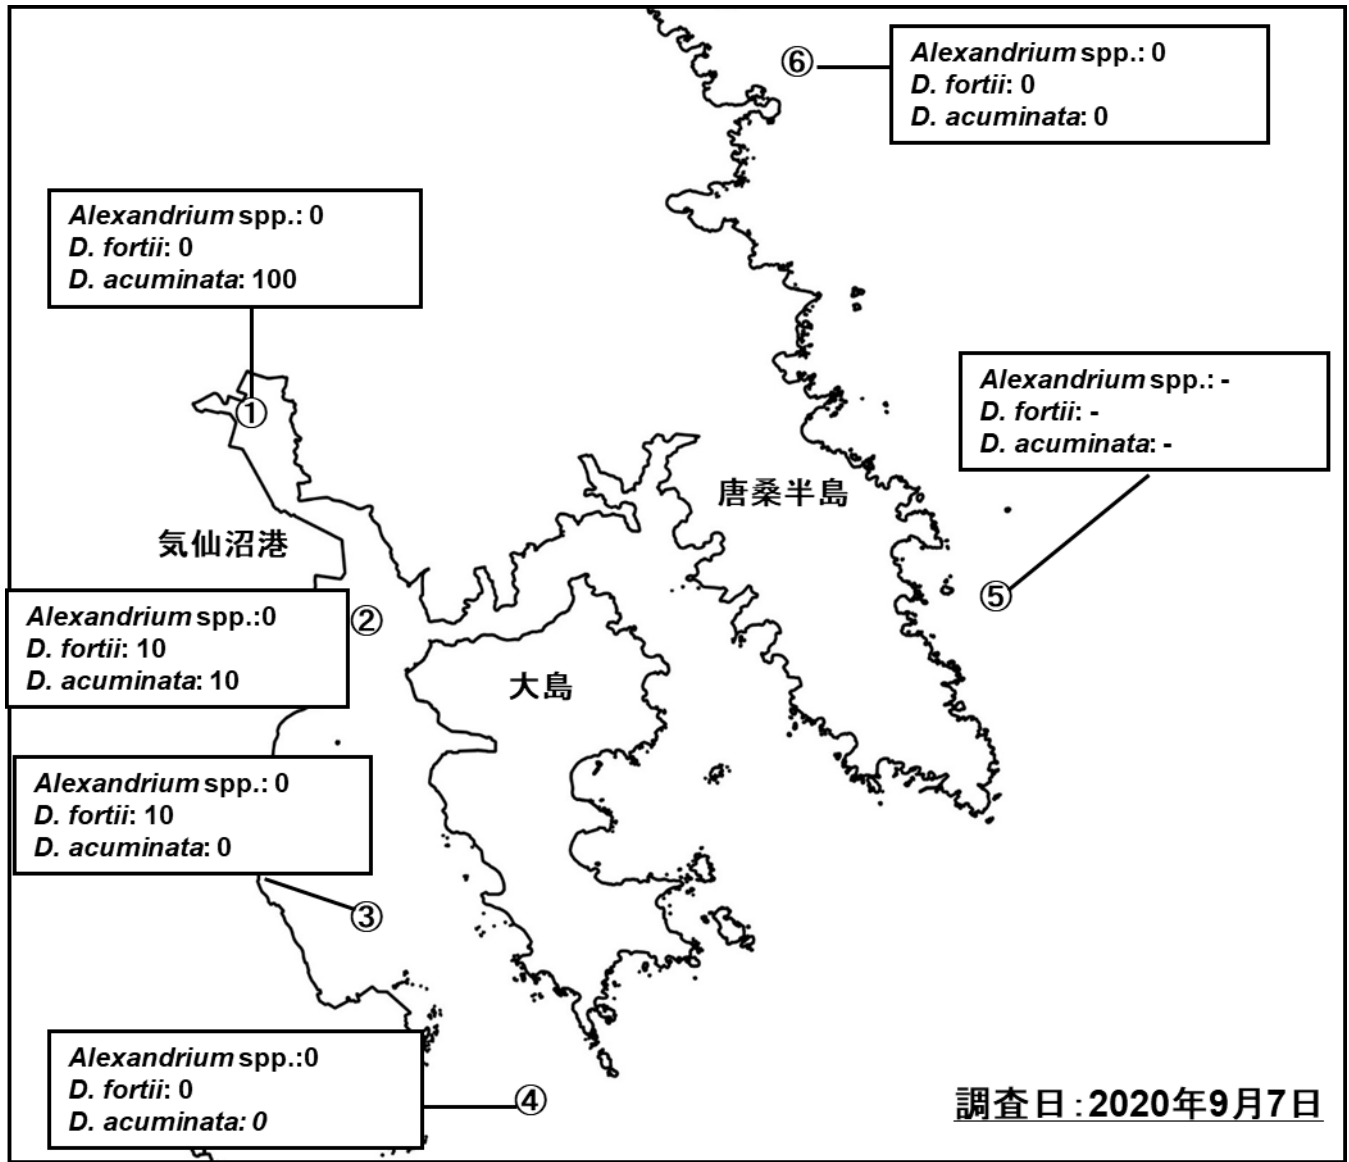 ⑥
Alexandrium spp.: 0
D. fortii: 0
D. acuminata: 0
Alexandrium spp.: 0
D. fortii: 0
D. acuminata: 100
①
Alexandrium spp.: -
D. fortii: -
D. acuminata: -
唐桑半島
気仙沼港
⑤
Alexandrium spp.:0
D. fortii: 10
D. acuminata: 10
②
大島
Alexandrium spp.: 0
D. fortii: 10
D. acuminata: 0
③
Alexandrium spp.:0
D. fortii: 0
D. acuminata: 0
④
調査日:2020年9月7日